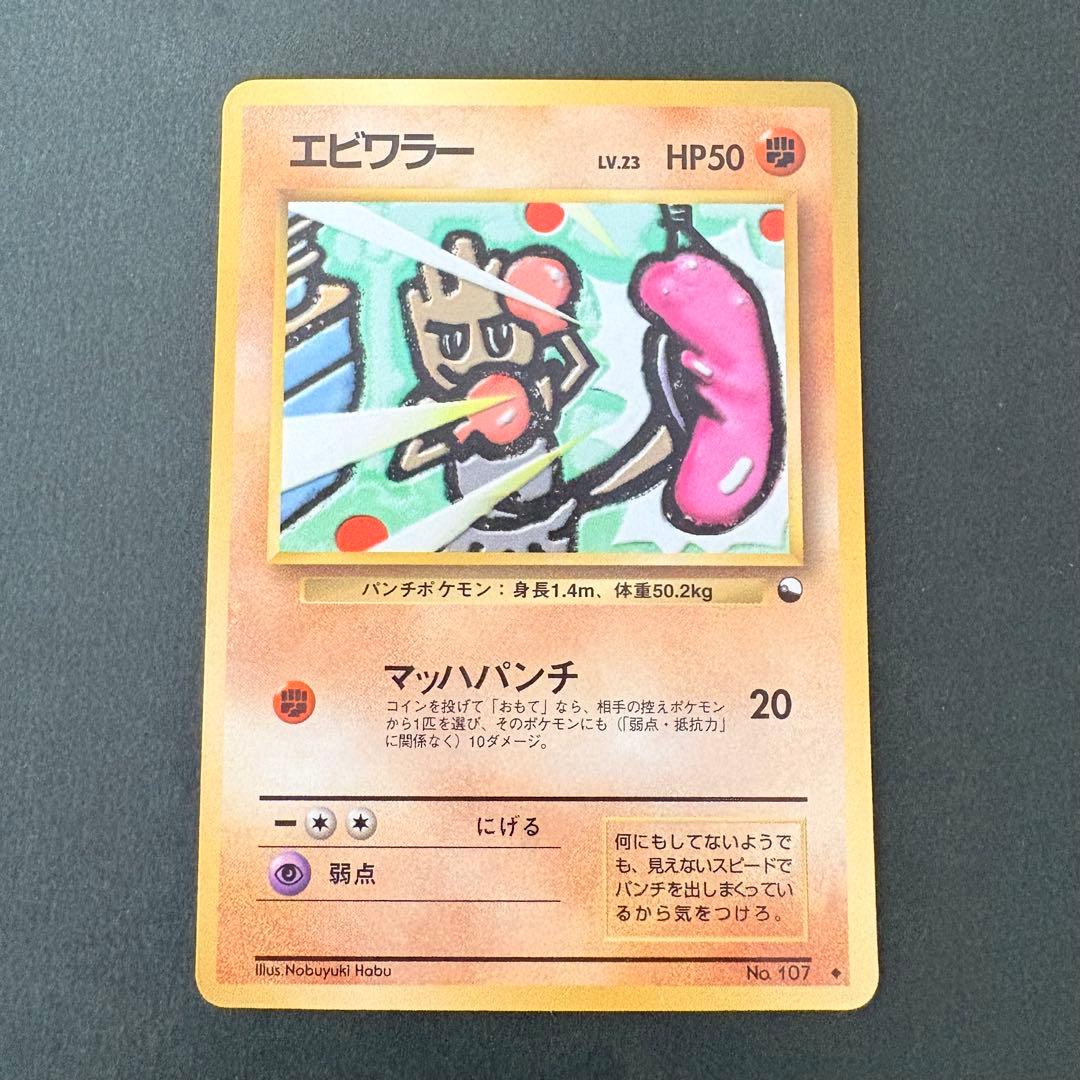 エビワラー LV.23 HP50
パンチポケモン：身長1.4m、体重50.2kg
マッハパンチ
コインを投げて「おもて」なら、相手の控えポケモン
から1匹を選び、そのポケモンにも（「弱点・抵抗力」
に関係なく）10ダメージ。
20
にげる
弱点
何にもしてないようで
も、見えないスピードで
パンチを出しまくってい
るから気をつけろ。
Illus.Nobuyuki Habu
No. 107